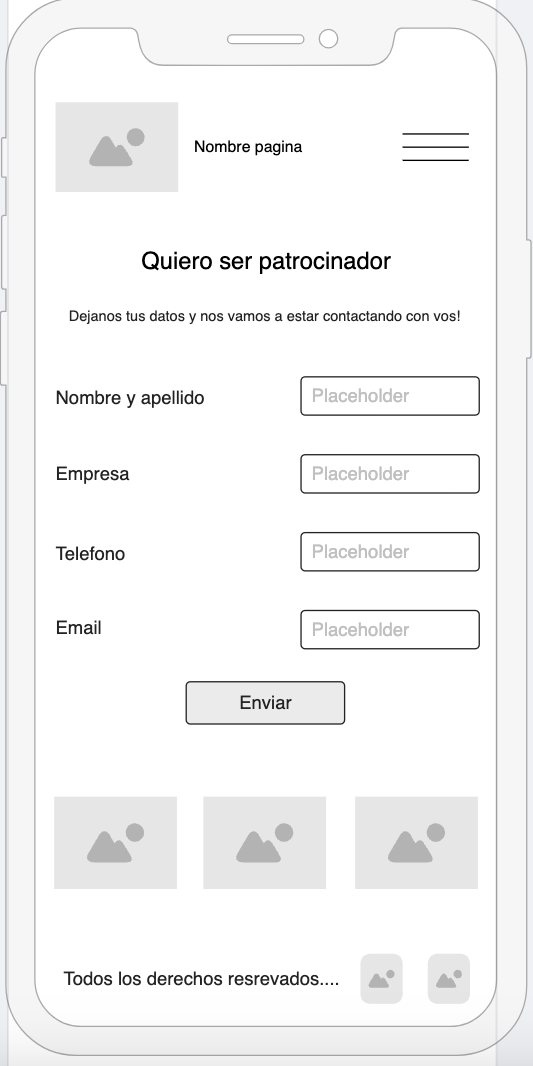 Nombre pagina
Quiero ser patrocinador
Dejanos tus datos y nos vamos a estar contactando con vos!
Nombre y apellido
Placeholder
Empresa
Placeholder
Telefono
Placeholder
Email
Placeholder
Enviar
Todos los derechos resrevados....